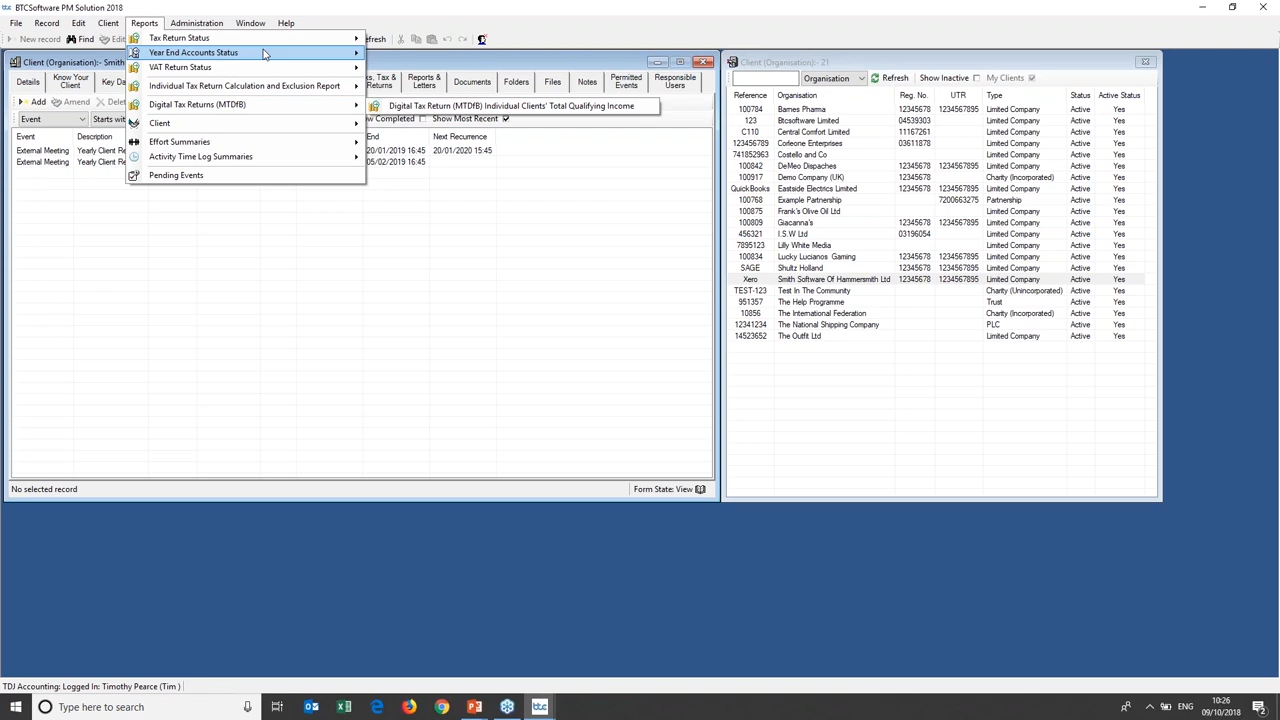 BTCSoftware PM Solution 2018
File Record Edit Client Reports Administration Window Help
New record Find Edit Refresh
Tax Return Status
Year End Accounts Status
VAT Return Status
Individual Tax Return Calculation and Exclusion Report
Digital Tax Returns (MTDfB)
Client
Effort Summaries
Activity Time Log Summaries
Pending Events
Digital Tax Return (MTDfB) Individual Clients' Total Qualifying Income
Client (Organisation):- Smith
Details Know Your Client Key Da Tax & Returns Reports & Letters Documents Folders Files Notes Permitted Events Responsible Users
Add Amend Delet
Event Starts wit Completed Show Most Recent
Event Description End Next Recurrence
External Meeting Yearly Client Re 20/01/2019 16:45 20/01/2020 15:45
External Meeting Yearly Client Re 05/02/2019 16:45
No selected record Form State: View
Client (Organisation):- 21
Organisation Refresh Show Inactive My Clients
Reference Organisation Reg. No. UTR Type Status Active Status
100784 Barnes Pharma 12345678 1234567895 Limited Company Active Yes
123 Btcsoftware Limited 04539303 Limited Company Active Yes
C110 Central Comfort Limited 11167261 Limited Company Active Yes
123456789 Corleone Enterprises 03611878 Limited Company Active Yes
741852963 Costello and Co Limited Company Active Yes
100842 DeMeo Dispaches 12345678 1234567895 Limited Company Active Yes
100917 Demo Company (UK) 12345678 1234567895 Charity (Incorporated) Active Yes
QuickBooks Eastside Electrics Limited 12345678 1234567895 Limited Company Active Yes
100768 Example Partnership 7200663275 Partnership Active Yes
100875 Frank's Olive Oil Ltd Limited Company Active Yes
100809 Giacanna's 12345678 1234567895 Limited Company Active Yes
456321 I.S.W Ltd 03196054 Limited Company Active Yes
7895123 Lilly White Media Limited Company Active Yes
100834 Lucky Lucianos Gaming 12345678 1234567895 Limited Company Active Yes
SAGE Shultz Holland 12345678 1234567895 Limited Company Active Yes
Xero Smith Software Of Hammersmith Ltd 12345678 1234567895 Limited Company Active Yes
TEST-123 Test In The Community Charity (Unincorporated) Active Yes
951357 The Help Programme Trust Active Yes
10856 The International Federation Charity (Incorporated) Active Yes
12341234 The National Shipping Company PLC Active Yes
14523652 The Outfit Ltd Limited Company Active Yes
TDJ Accounting: Logged In: Timothy Pearce (Tim )
Type here to search
btc
ENG
10:26
09/10/2018
2